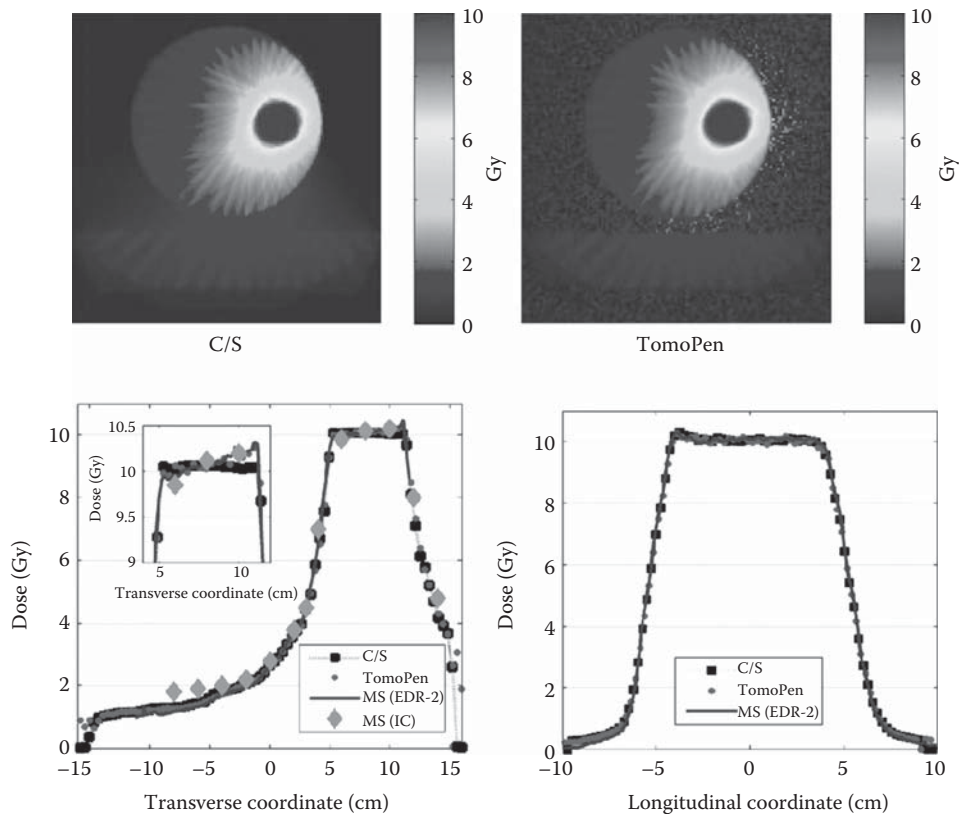 10
8
6
4
2
0
Gy
C/S
10
8
6
4
2
0
Gy
TomoPen
10
8
6
4
2
0
Dose (Gy)
−15
−10
−5
0
5
10
15
Transverse coordinate (cm)
10.5
10
9.5
9
Dose (Gy)
5
10
Transverse coordinate (cm)
C/S
TomoPen
MS (EDR-2)
MS (IC)
10
8
6
4
2
0
Dose (Gy)
−10
−5
0
5
10
Longitudinal coordinate (cm)
C/S
TomoPen
MS (EDR-2)